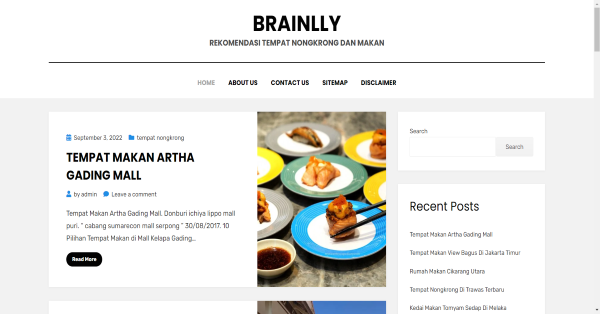 BRAINLLY
REKOMENDASI TEMPAT NONGKRONG DAN MAKAN
HOME ABOUT US CONTACT US SITEMAP DISCLAIMER
September 3, 2022 tempat nongkrong
TEMPAT MAKAN ARTHA
GADING MALL
by admin Leave a comment
Tempat Makan Artha Gading Mall. Donburi ichiya lippo mall
puri. " cabang sumarecon mall serpong " 30/08/2017. 10
Pilihan Tempat Makan di Mall Kelapa Gading…
Read More
Search
Search
Recent Posts
Tempat Makan Artha Gading Mall
Tempat Makan View Bagus Di Jakarta Timur
Rumah Makan Cikarang Utara
Tempat Nongkrong Di Trawas Terbaru
Kedai Makan Tomyam Sedap Di Melaka